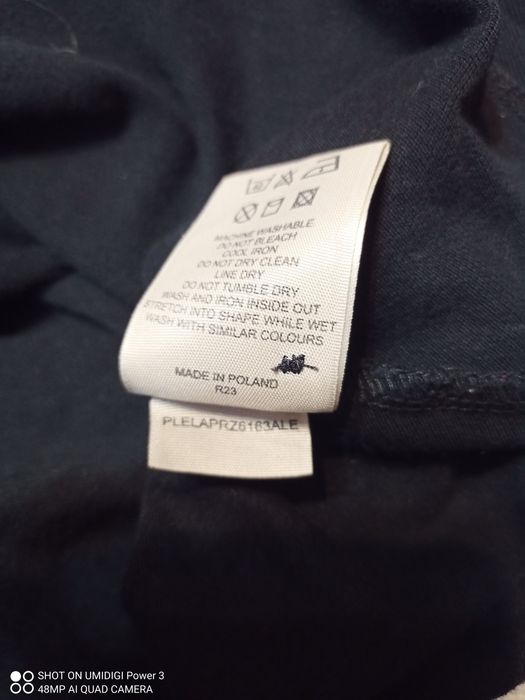 40
MACHINE WASHABLE
DO NOT BLEACH
COOL IRON
DO NOT DRY CLEAN
LINE DRY
DO NOT TUMBLE DRY
WASH AND IRON INSIDE OUT
STRETCH INTO SHAPE WHILE WET
WASH WITH SIMILAR COLOURS
MADE IN POLAND
R23
PLELAPRZ6163ALE
SHOT ON UMIDIGI Power 3
48MP AI QUAD CAMERA